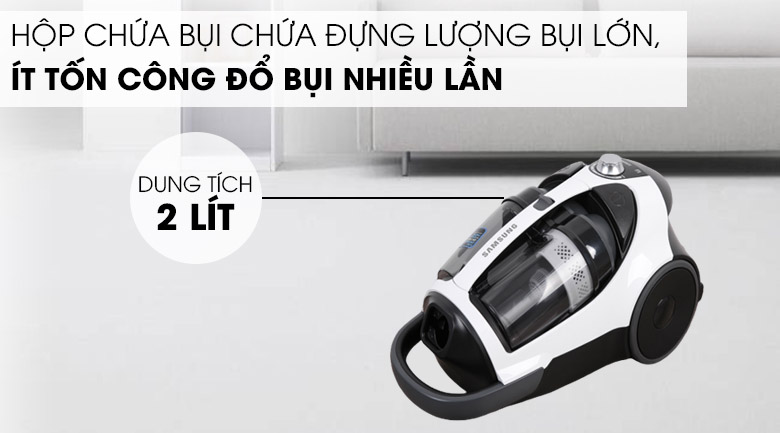 HỘP CHỨA BỤI CHỨA ĐỰNG LƯỢNG BỤI LỚN,
ÍT TỐN CÔNG ĐỔ BỤI NHIỀU LẦN
DUNG TÍCH
2 LÍT
SAMSUNG